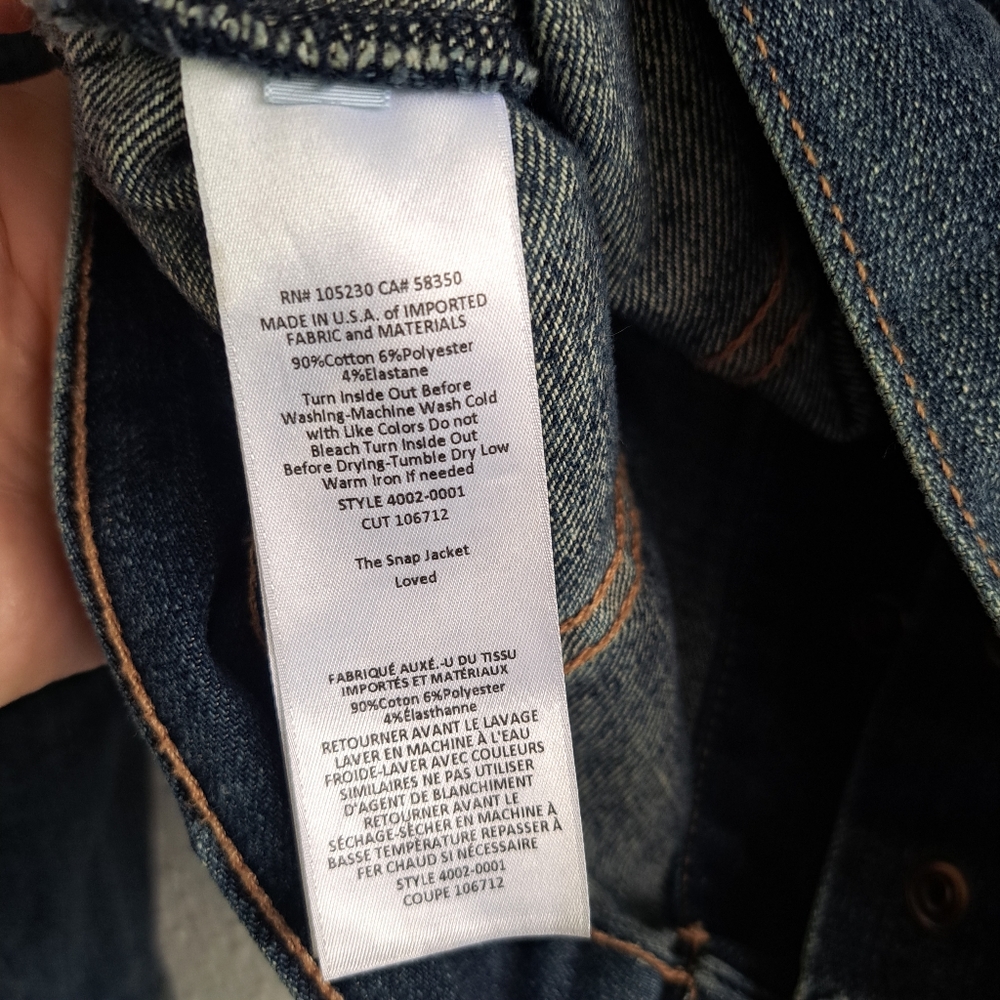 RN# 105230 CA# 58350
MADE IN U.S.A. of IMPORTED
FABRIC and MATERIALS
90%Cotton 6%Polyester
4%Elastane
Turn Inside Out Before
Washing-Machine Wash Cold
with Like Colors Do not
Bleach Turn Inside Out
Before Drying-Tumble Dry Low
Warm Iron If needed
STYLE 4002-0001
CUT 106712
The Snap Jacket
Loved
FABRIQUÉ AUXÉ.-U DU TISSU
IMPORTÉS ET MATÉRIAUX
90%Coton 6%Polyester
4%Élasthanne
RETOURNER AVANT LE LAVAGE
LAVER EN MACHINE À L'EAU
FROIDE-LAVER AVEC COULEURS
SIMILAIRES NE PAS UTILISER
D'AGENT DE BLANCHIMENT
RETOURNER AVANT LE
SÉCHAGE-SÈCHER EN MACHINE À
BASSE TEMPÈRATURE REPASSER À
FER CHAUD SI NÉCESSAIRE
STYLE 4002-0001
COUPE 106712